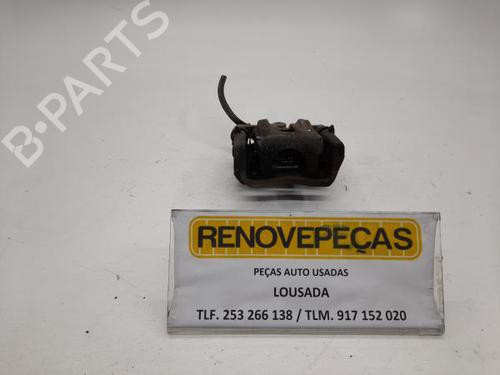 B-PARTS
RENOVEPEÇAS
PEÇAS AUTO USADAS
LOUSADA
TLF. 253 266 138 / TLM. 917 152 020